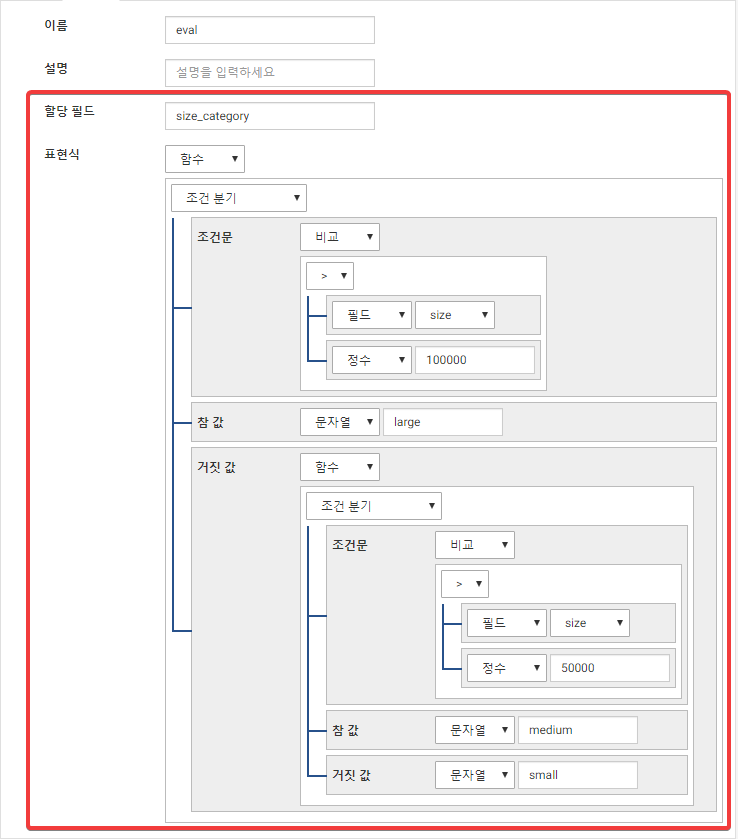 이름 eval
설명 설명을 입력하세요
할당 필드 size_category
표현식 함수 ▼
조건 분기 ▼
조건문 비교 ▼
> ▼
필드 ▼ size ▼
정수 ▼ 100000
참 값 문자열 ▼ large
거짓 값 함수 ▼
조건 분기 ▼
조건문 비교 ▼
> ▼
필드 ▼ size ▼
정수 ▼ 50000
참 값 문자열 ▼ medium
거짓 값 문자열 ▼ small